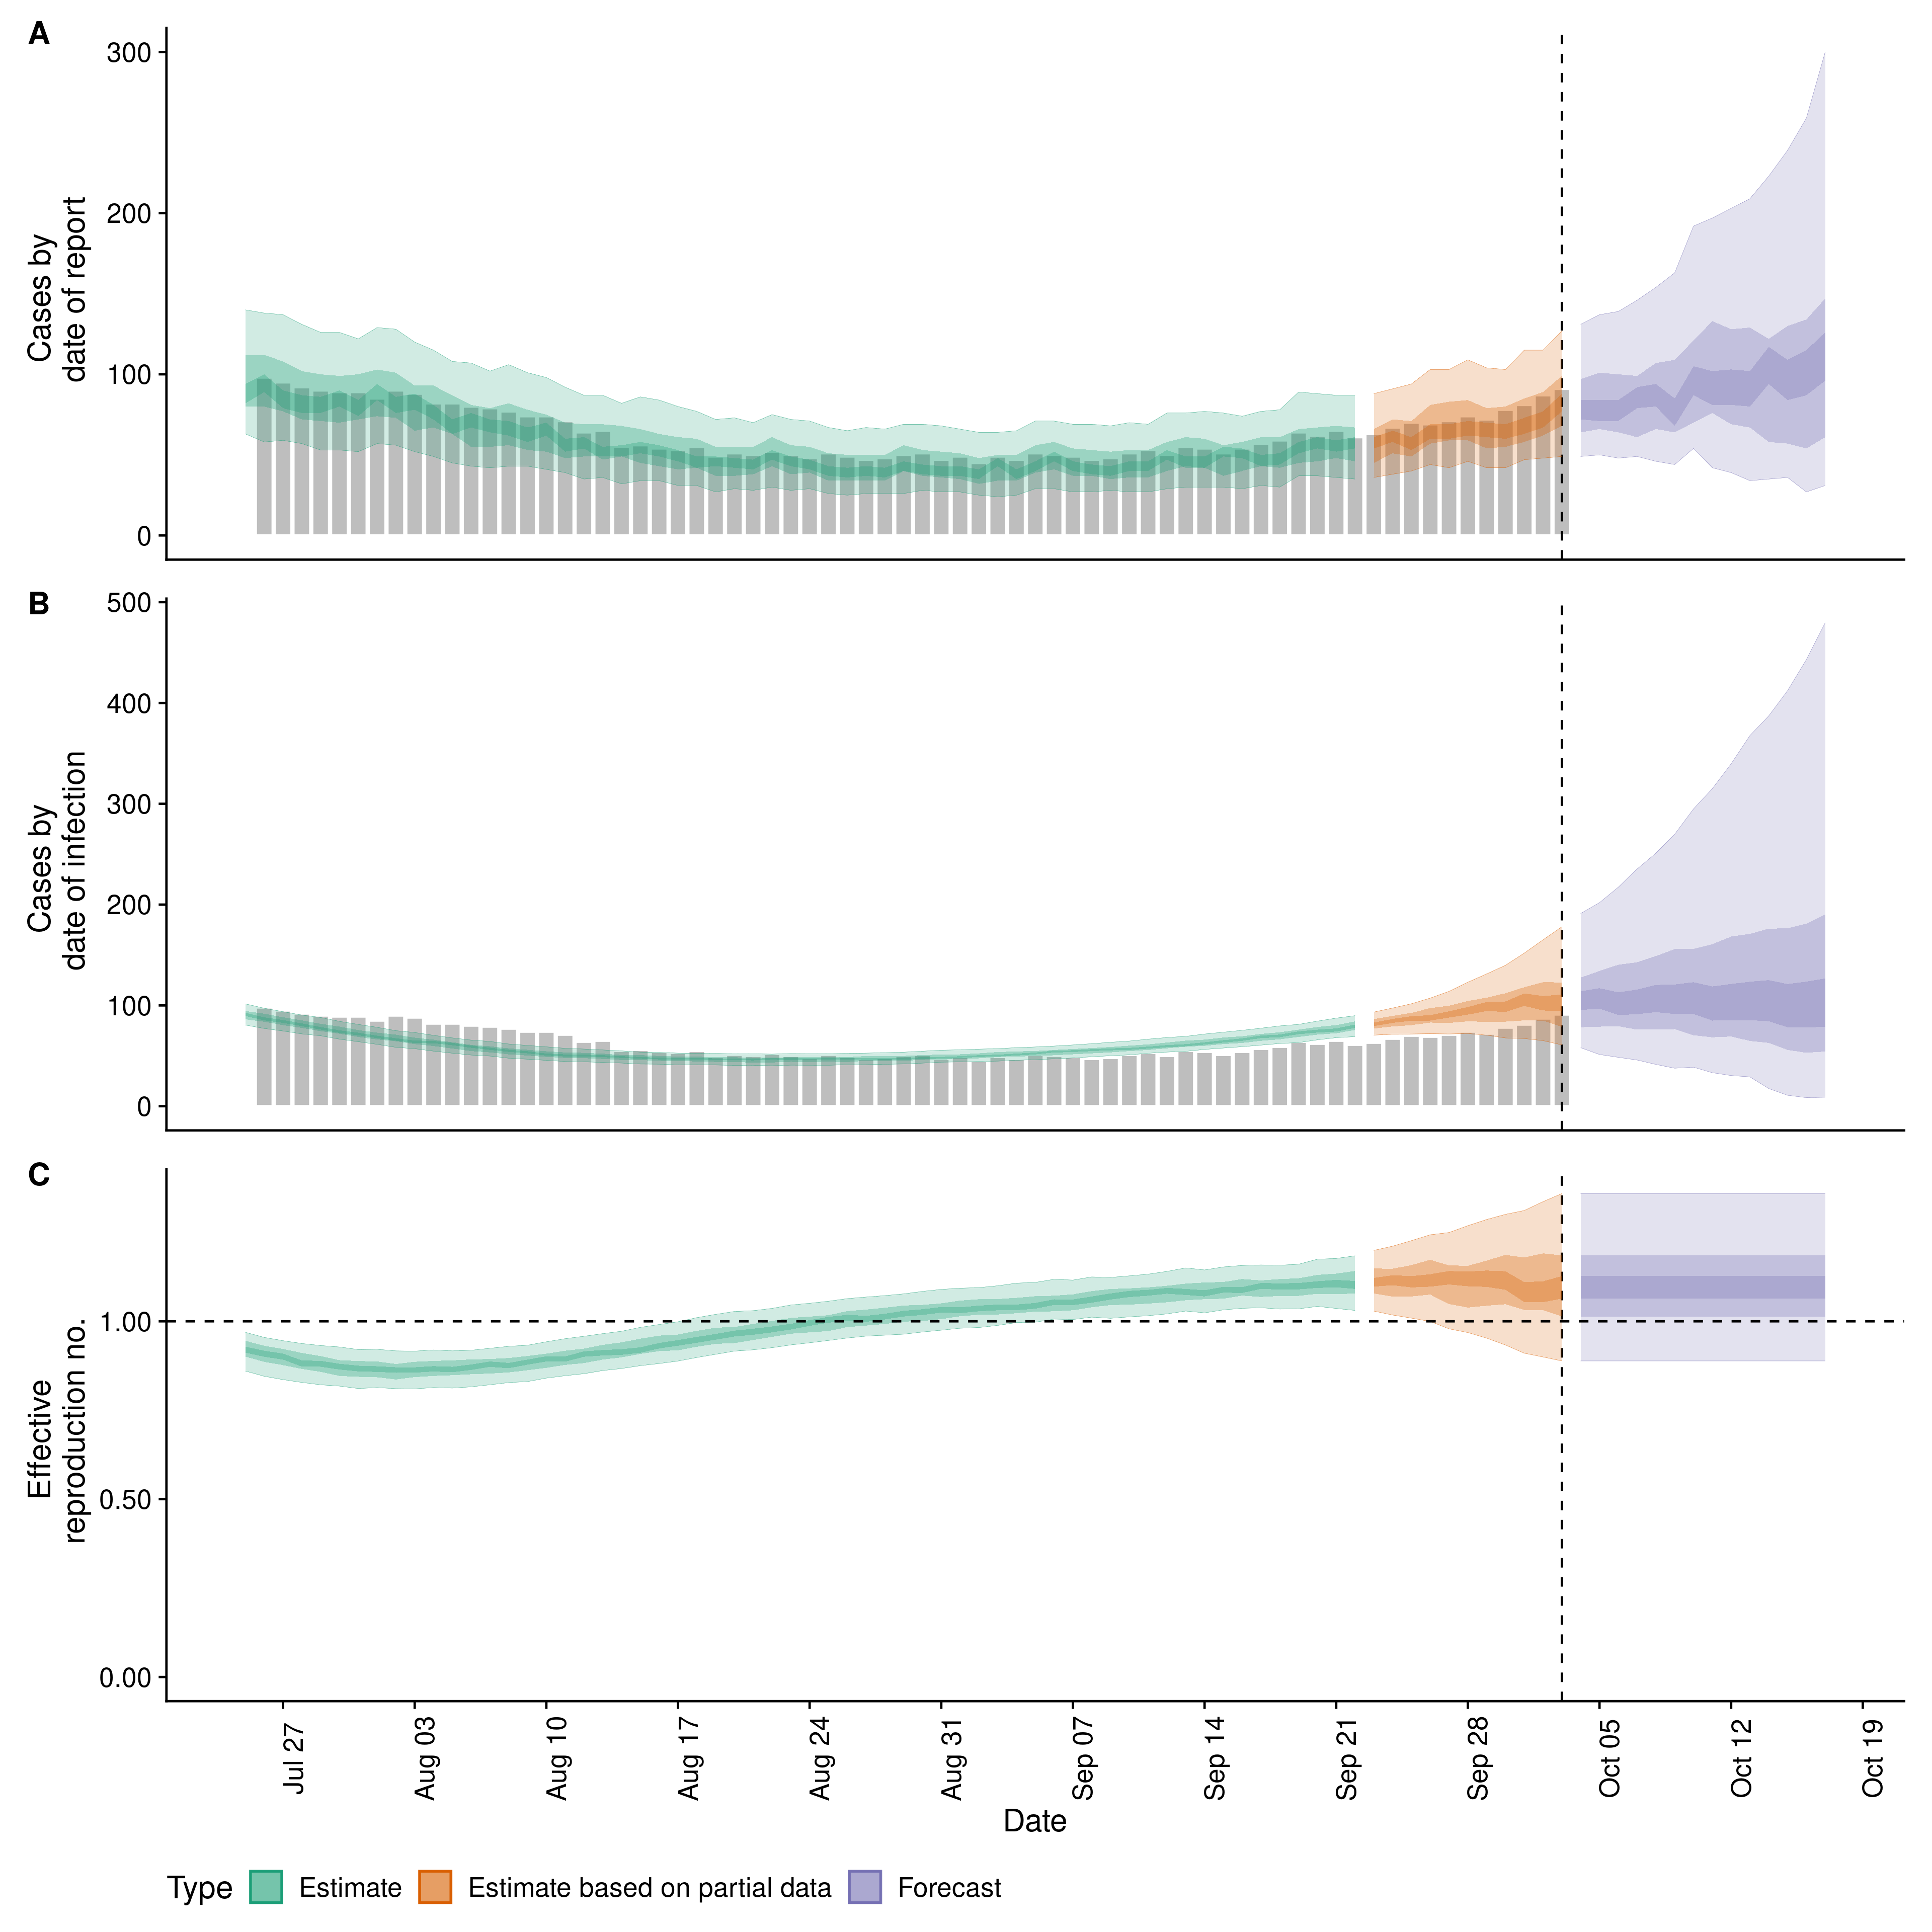 A
Cases by
date of report
300
200
100
0
B
Cases by
date of infection
500
400
300
200
100
0
C
Effective
reproduction no.
1.00
0.50
0.00
Jul 27
Aug 03
Aug 10
Aug 17
Aug 24
Aug 31
Sep 07
Sep 14
Sep 21
Sep 28
Oct 05
Oct 12
Oct 19
Date
Type Estimate Estimate based on partial data Forecast